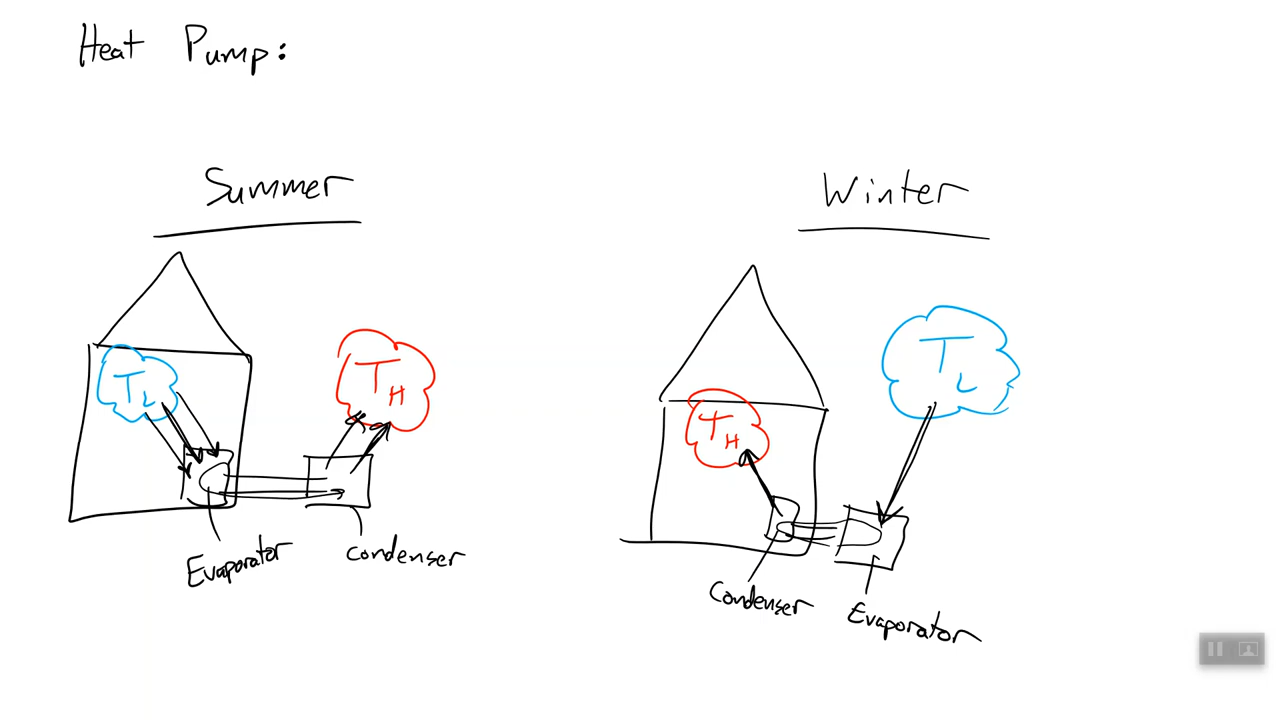 Heat Pump:
Summer
Winter
T_L
T_H
Evaporator
Condenser
T_H
T_L
Condenser
Evaporator